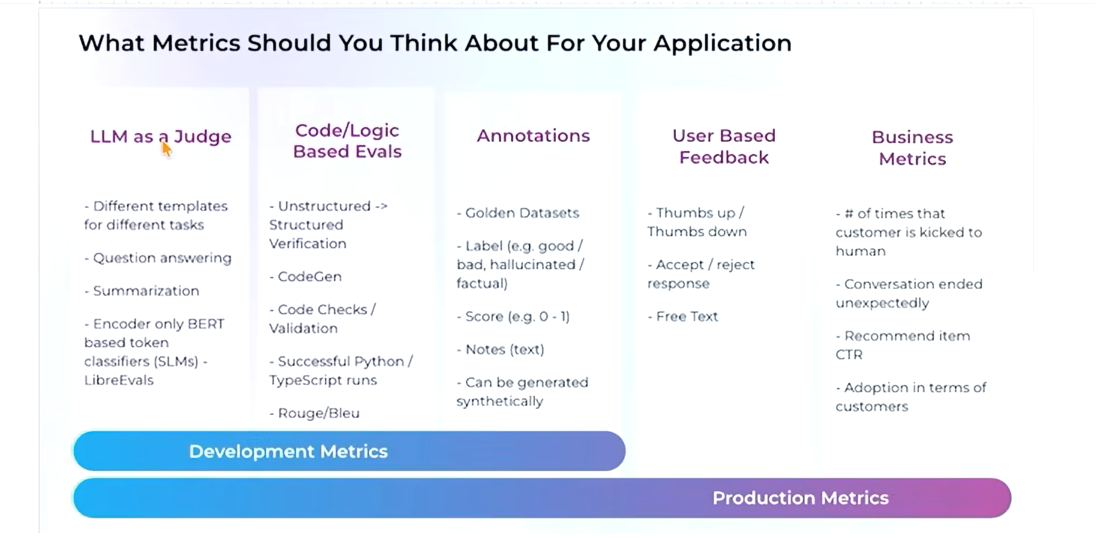 What Metrics Should You Think About For Your Application
LLM as a Judge
- Different templates
for different tasks
- Question answering
- Summarization
- Encoder only BERT
based token
classifiers (SLMs) -
LibreEvals
Code/Logic
Based Evals
- Unstructured ->
Structured
Verification
- CodeGen
- Code Checks /
Validation
- Successful Python /
TypeScript runs
- Rouge/Bleu
Annotations
- Golden Datasets
- Label (e.g. good /
bad, hallucinated /
factual)
- Score (e.g. 0 - 1)
- Notes (text)
- Can be generated
synthetically
User Based
Feedback
- Thumbs up /
Thumbs down
- Accept / reject
response
- Free Text
Business
Metrics
- # of times that
customer is kicked to
human
- Conversation ended
unexpectedly
- Recommend item
CTR
- Adoption in terms of
customers
Development Metrics
Production Metrics